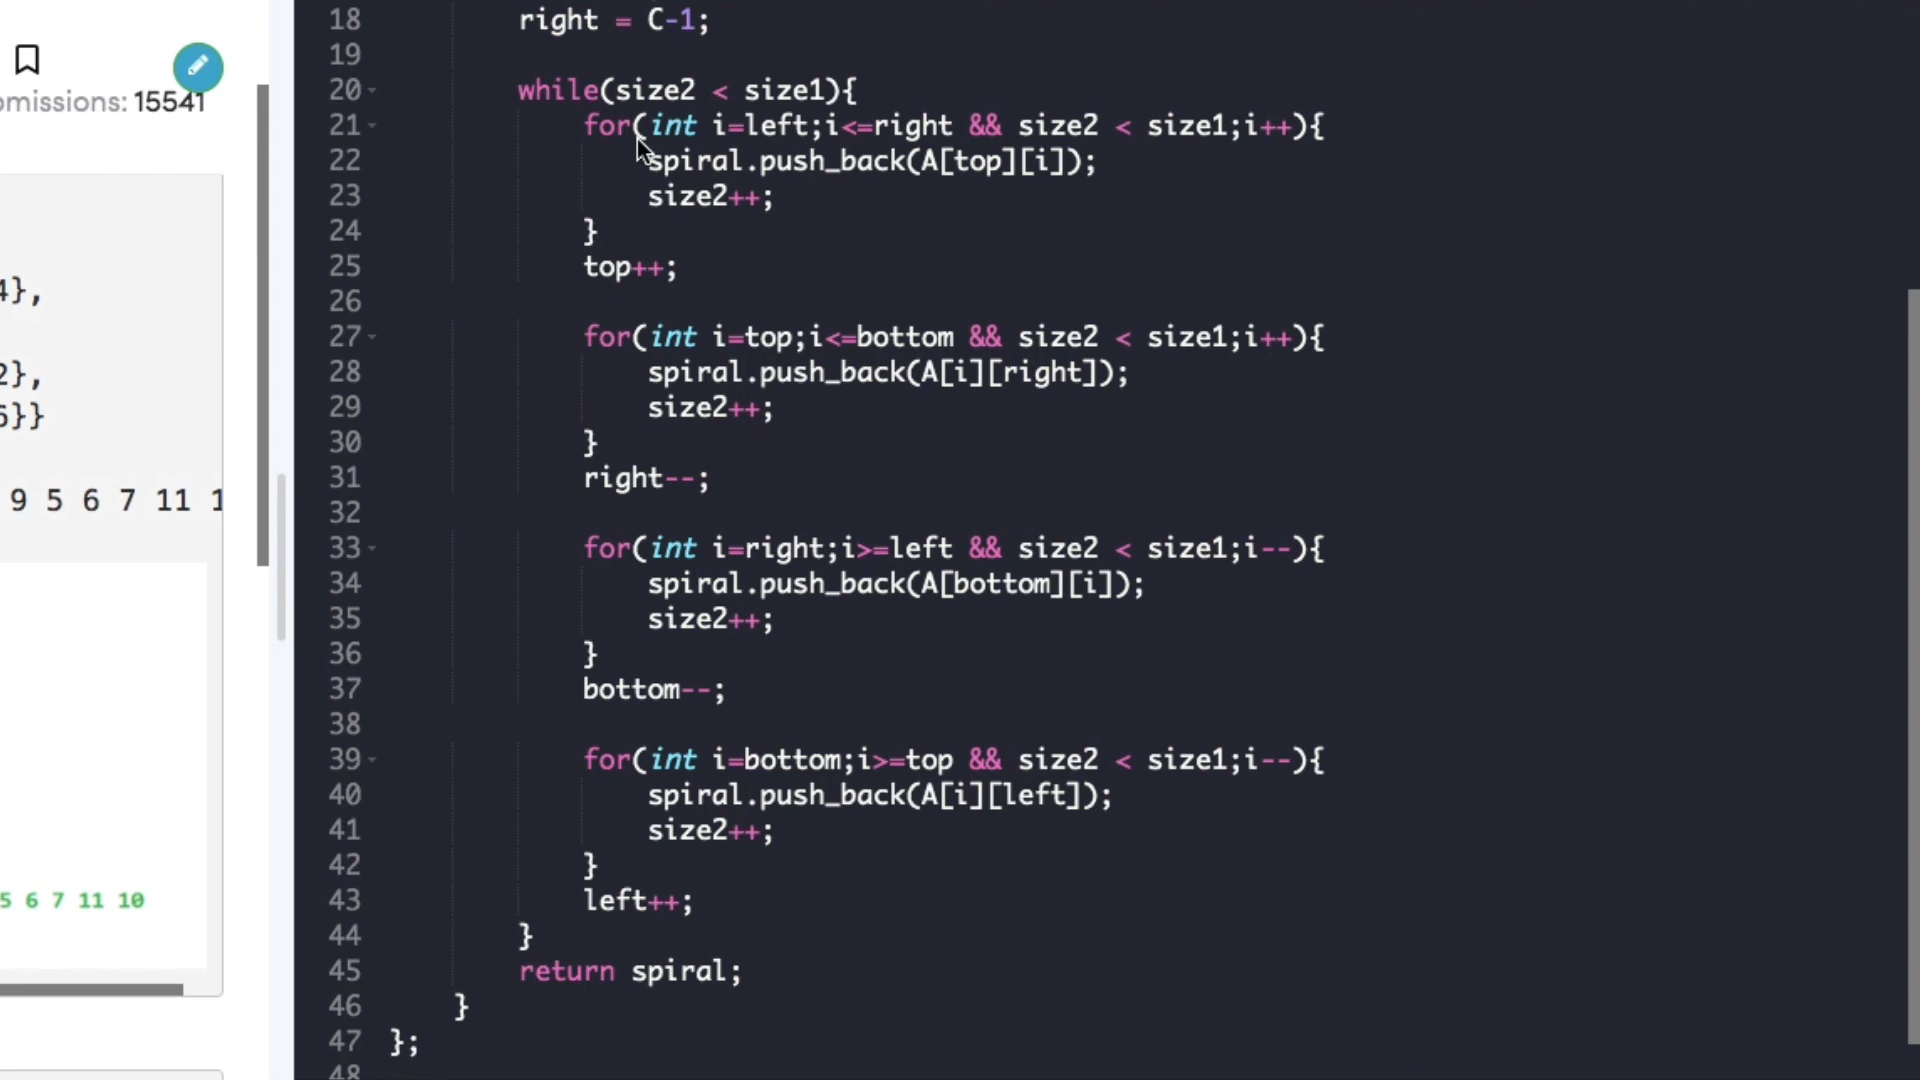 omissions: 15541
4},
2},
6}}
9 5 6 7 11 1
5 6 7 11 10
18 right = C-1;
19
20 while(size2 < size1){
21 for(int i=left;i<=right && size2 < size1;i++){
22 spiral.push_back(A[top][i]);
23 size2++;
24 }
25 top++;
26
27 for(int i=top;i<=bottom && size2 < size1;i++){
28 spiral.push_back(A[i][right]);
29 size2++;
30 }
31 right--;
32
33 for(int i=right;i>=left && size2 < size1;i--){
34 spiral.push_back(A[bottom][i]);
35 size2++;
36 }
37 bottom--;
38
39 for(int i=bottom;i>=top && size2 < size1;i--){
40 spiral.push_back(A[i][left]);
41 size2++;
42 }
43 left++;
44 }
45 return spiral;
46 }
47 };
48